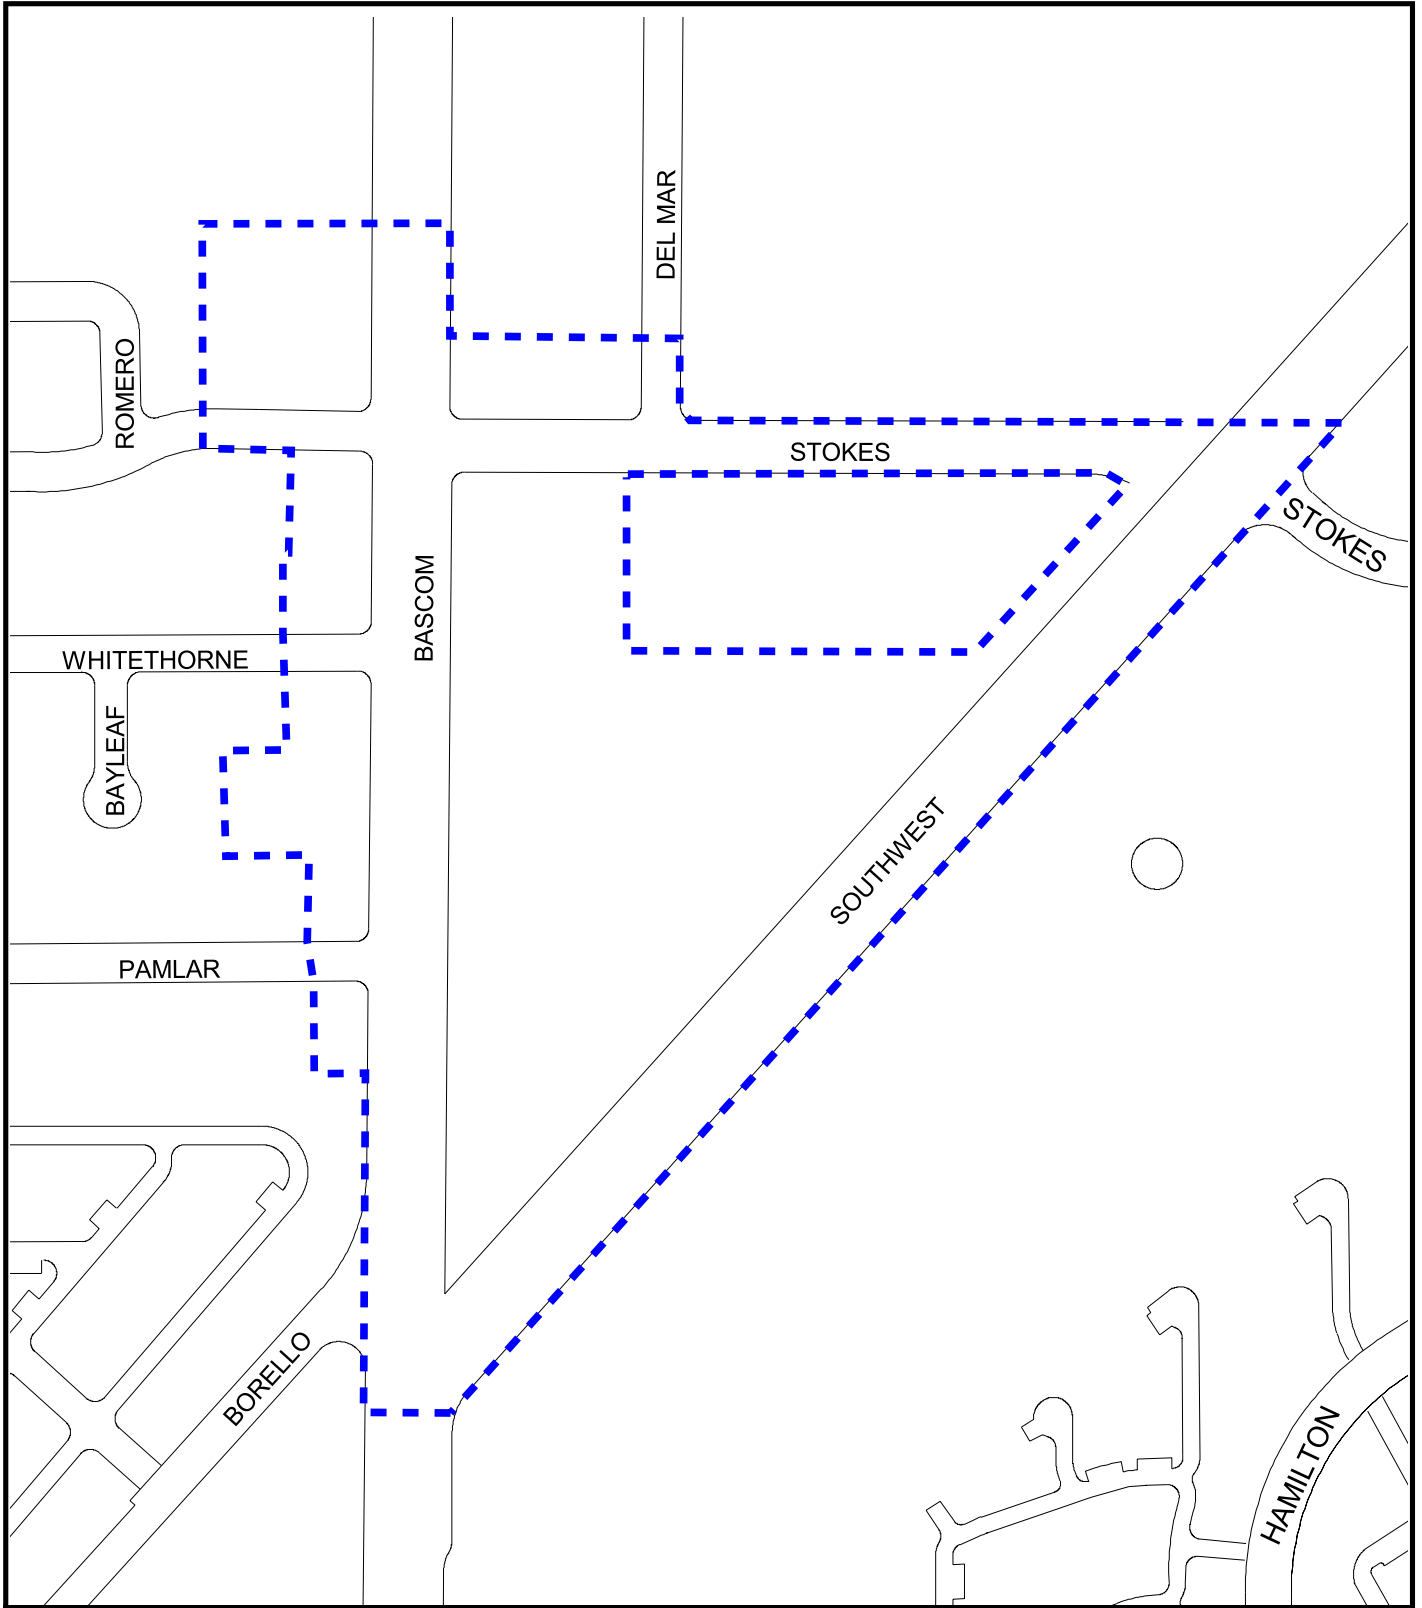 DEL MAR
ROMERO
STOKES
STOKES
BASCOM
WHITETHORNE
BAYLEAF
SOUTHWEST
PAMLAR
BORELLO
HAMILTON